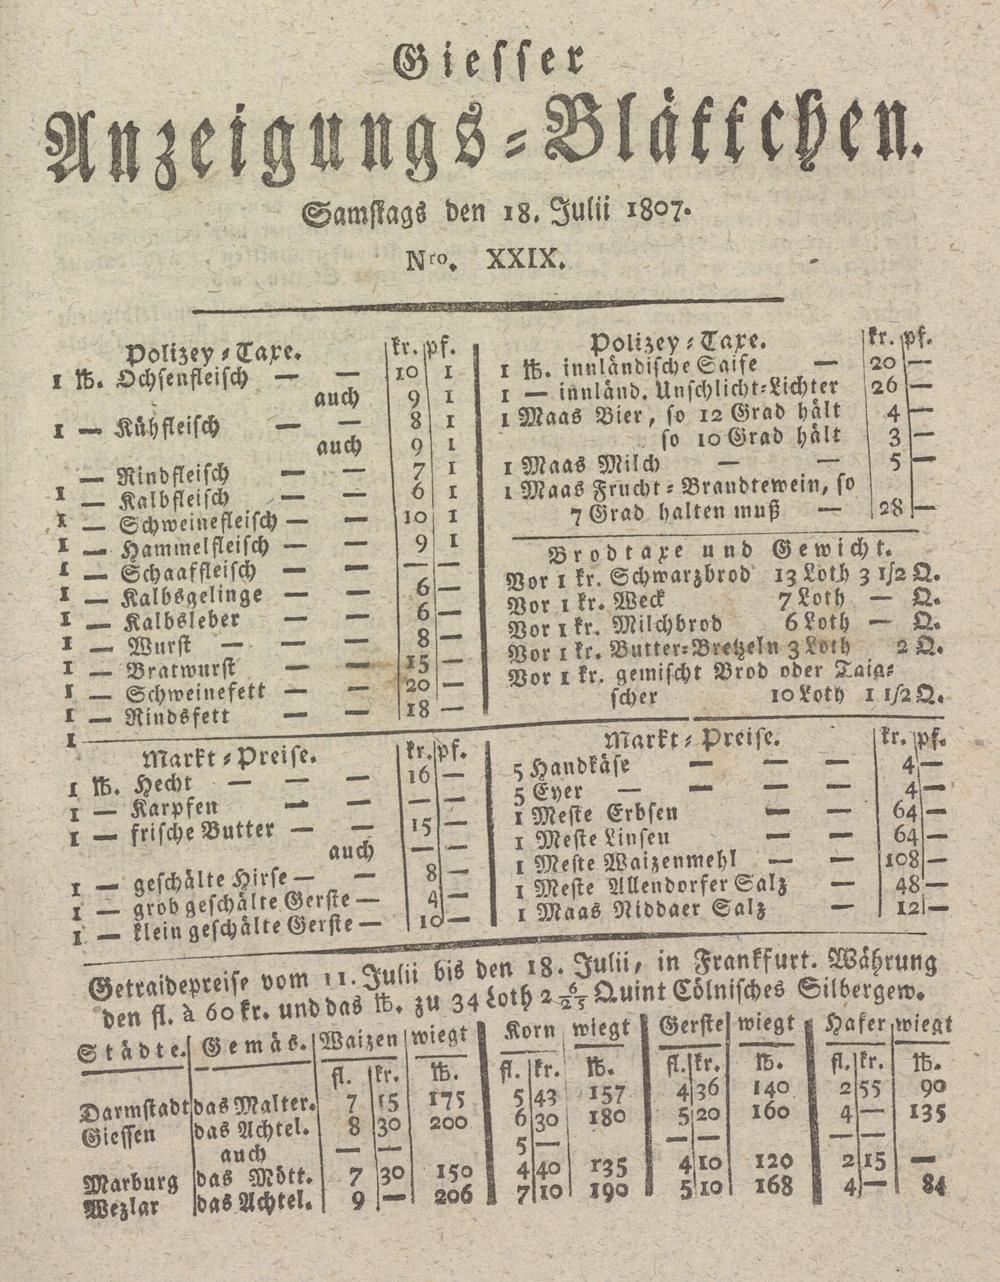 Giesser
Anzeigungs-Blättchen.
Samstags den 18. Julii 1807.
Nro. XXIX.
Polizey-Taxe. kr. pf.
1 ℔. Ochsenfleisch — — 10 1
auch 9 1
1 — Kühfleisch — — 8 1
auch 9 1
— Rindfleisch — — 7 1
1 — Kalbfleisch — — 6 1
1 — Schweinefleisch — — 10 1
1 — Hammelfleisch — — 9 1
1 — Schaaffleisch — — — —
1 — Kalbsgelinge — — 6 —
1 — Kalbsleber — — 6 —
1 — Wurst — — 8 —
1 — Bratwurst — — 15 —
1 — Schweinefett — — 20 —
1 — Rindsfett — — 18 —
1
Polizey-Taxe. kr. pf.
1 ℔. innländische Saife — 20 —
1 — innländ. Unschlicht-Lichter 26 —
1 Maas Bier, so 12 Grad hält 4 —
so 10 Grad hält 3 —
1 Maas Milch — — 5 —
1 Maas Frucht-Brandtewein, so
7 Grad halten muß — 28 —
Brodtaxe und Gewicht.
Vor 1 kr. Schwarzbrod 13 Loth 3 1/2 Q.
Vor 1 kr. Weck 7 Loth — Q.
Vor 1 kr. Milchbrod 6 Loth — Q.
Vor 1 kr. Butter-Bretzeln 3 Loth 2 Q.
Vor 1 kr. gemischt Brod oder Taig-
scher 10 Loth 1 1/2 Q.
Markt-Preise. kr. pf.
1 ℔. Hecht — — 16 —
1 — Karpfen — — — —
1 — frische Butter — — 15 —
auch — —
1 — geschälte Hirse — — 8 —
1 — grob geschälte Gerste — 4 —
1 — klein geschälte Gerste — 10 —
Markt-Preise. kr. pf.
5 Handkäse — — — 4 —
5 Eyer — — — — 4 —
1 Meste Erbsen — — 64 —
1 Meste Linsen — — 64 —
1 Meste Waizenmehl — — 108 —
1 Meste Allendorfer Salz — 48 —
1 Maas Niddaer Salz — 12 —
Getraidepreise vom 11. Julii bis den 18. Julii, in Frankfurt. Währung
den fl. à 60 kr. und das ℔. zu 34 Loth 2 6/25 Quint Cölnisches Silbergew.
Städte. Gemäs. Waizen wiegt Korn wiegt Gerste wiegt Hafer wiegt
fl. kr. ℔. fl. kr. ℔. fl. kr. ℔. fl. kr. ℔.
Darmstadt das Malter. 7 15 175 5 43 157 4 36 140 2 55 90
Giessen das Achtel. 8 30 200 6 30 180 5 20 160 4 — 135
auch — — 5 — — — — —
Marburg das Mött. 7 30 150 4 40 135 4 10 120 2 15 —
Wezlar das Achtel. 9 — 206 7 10 190 5 10 168 4 — 84